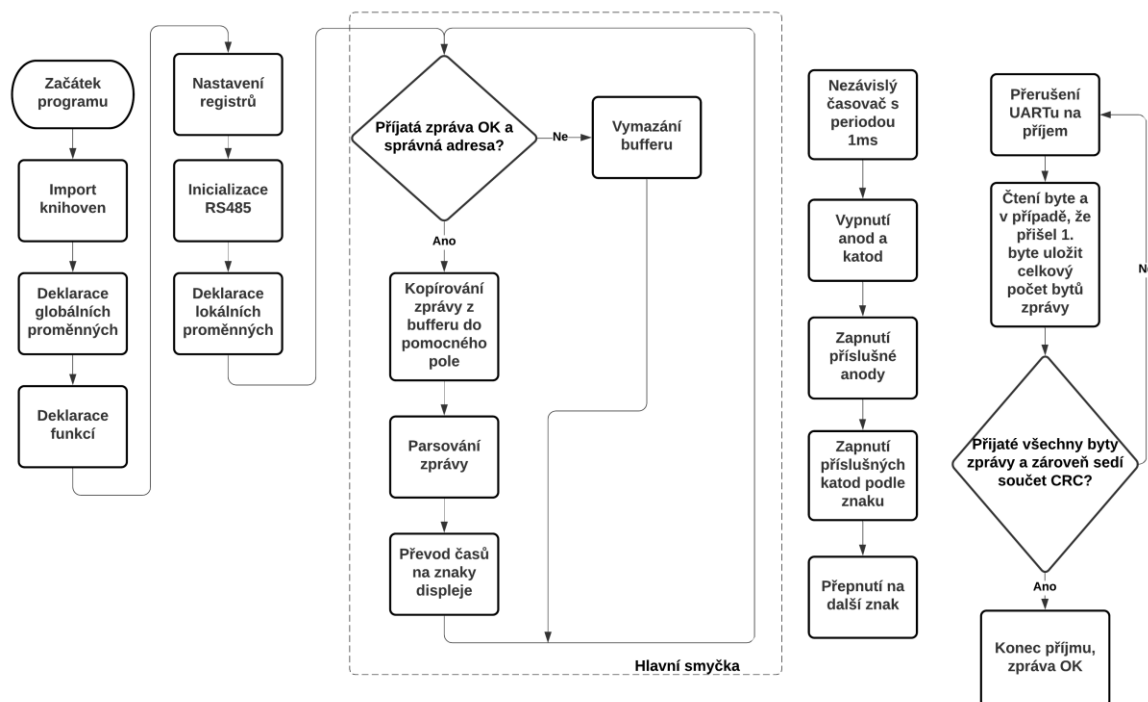 Začátek
programu
Import
knihoven
Deklarace
globálních
proměnných
Deklarace
funkcí
Nastavení
registrů
Inicializace
RS485
Deklarace
lokálních
proměnných
Příjatá zpráva OK a
správná adresa?
Ne
Vymazání
bufferu
Ano
Kopírování
zprávy z
bufferu do
pomocného
pole
Parsování
zprávy
Převod časů
na znaky
displeje
Hlavní smyčka
Nezávislý
časovač s
periodou
1ms
Vypnutí
anod a
katod
Zapnutí
příslušné
anody
Zapnutí
příslušných
katod podle
znaku
Přepnutí na
další znak
Přerušení
UARTu na
příjem
Čtení byte a
v případě, že
přišel 1.
byte uložit
celkový
počet bytů
zprávy
Přijaté všechny byty
zprávy a zároveň sedí
součet CRC?
Ano
Konec příjmu,
zpráva OK